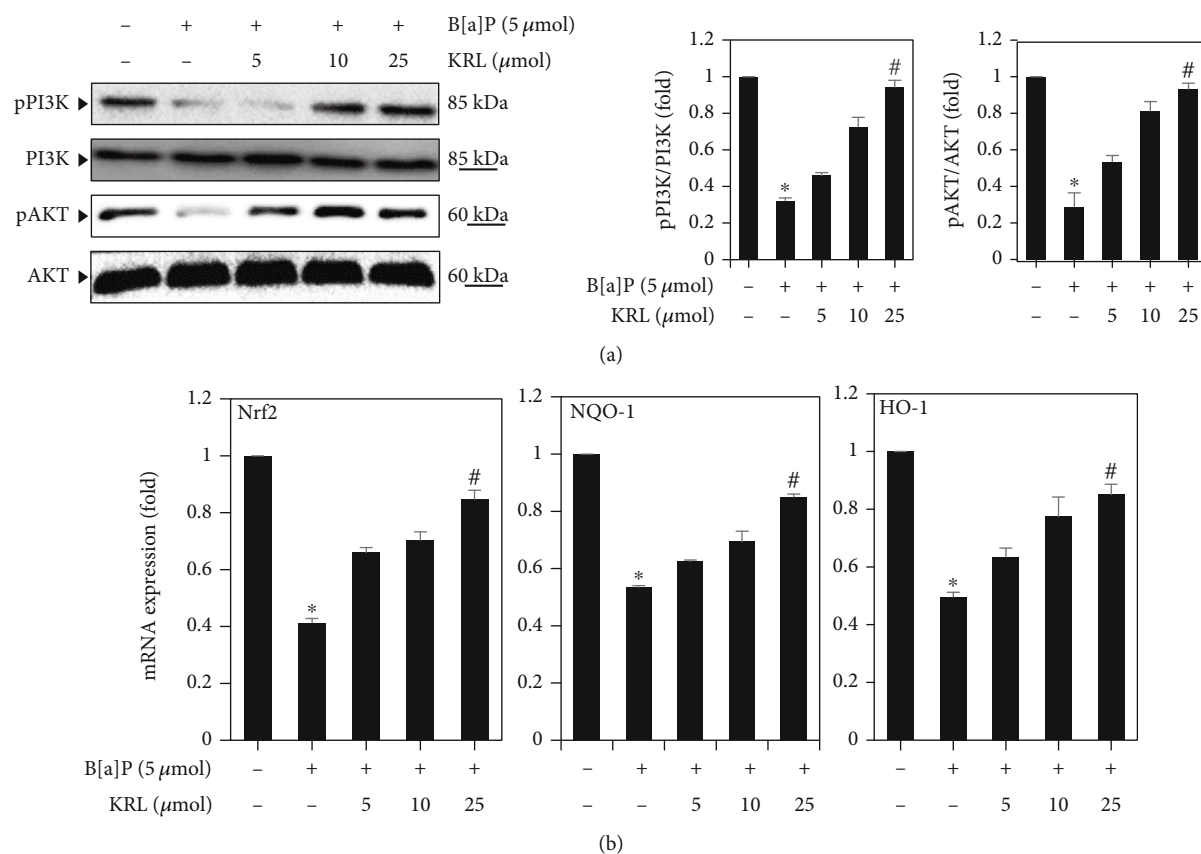 – + + + + B[a]P (5 μmol)
– – 5 10 25 KRL (μmol)
pPI3K 85 kDa
PI3K 85 kDa
pAKT 60 kDa
AKT 60 kDa
pPI3K/PI3K (fold)
1.2
1
0.8
0.6
0.4
0.2
0
*
#
B[a]P (5 μmol) – + + + +
KRL (μmol) – – 5 10 25
pAKT/AKT (fold)
1.2
1
0.8
0.6
0.4
0.2
0
*
#
– + + + +
– – 5 10 25
(a)
mRNA expression (fold)
Nrf2
1.2
1
0.8
0.6
0.4
0.2
0
*
#
B[a]P (5 μmol) – + + + +
KRL (μmol) – – 5 10 25
NQO-1
1.2
1
0.8
0.6
0.4
0.2
0
*
#
– + + + +
– – 5 10 25
HO-1
1.2
1
0.8
0.6
0.4
0.2
0
*
#
– + + + +
– – 5 10 25
(b)